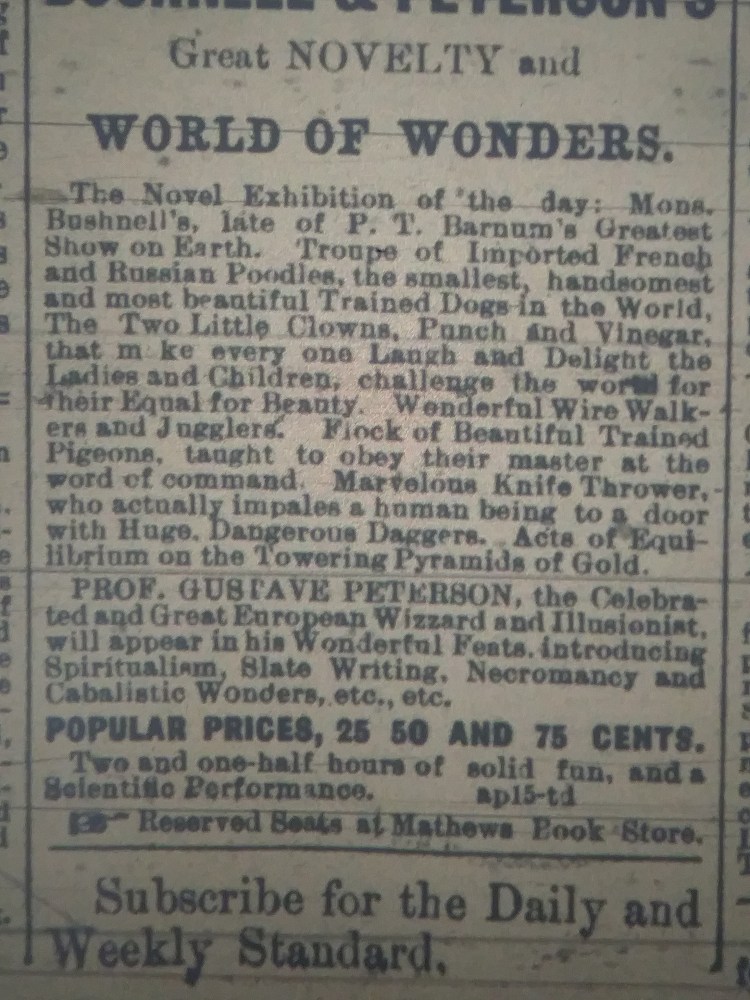 BUSHNELL & PETERSON'S
Great NOVELTY and
WORLD OF WONDERS.
The Novel Exhibition of the day: Mons.
Bushnell's, late of P. T. Barnum's Greatest
Show on Earth. Troupe of Imported French
and Russian Poodles, the smallest, handsomest
and most beautiful Trained Dogs in the World,
The Two Little Clowns, Punch and Vinegar,
that m ke every one Laugh and Delight the
Ladies and Children, challenge the world for
Their Equal for Beauty. Wonderful Wire Walk-
ers and Jugglers. Flock of Beautiful Trained
Pigeons, taught to obey their master at the
word of command. Marvelous Knife Thrower,
who actually impales a human being to a door
with Huge, Dangerous Daggers. Acts of Equi-
librium on the Towering Pyramids of Gold.
PROF. GUSTAVE PETERSON, the Celebra-
ted and Great European Wizzard and Illusionist,
will appear in his Wonderful Feats, introducing
Spiritualism, Slate Writing, Necromancy and
Cabalistic Wonders, etc., etc.
POPULAR PRICES, 25 50 AND 75 CENTS.
Two and one-half hours of solid fun, and a
Scientific Performance. ap15-td
Reserved Seats at Mathews Book Store.
Subscribe for the Daily and
Weekly Standard.